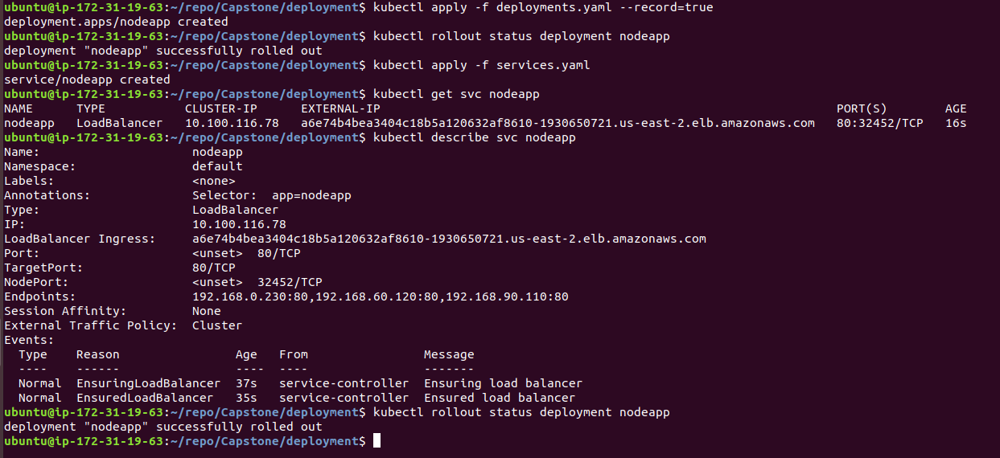 ubuntu@ip-172-31-19-63:~/repo/Capstone/deployment$ kubectl apply -f deployments.yaml --record=true
deployment.apps/nodeapp created
ubuntu@ip-172-31-19-63:~/repo/Capstone/deployment$ kubectl rollout status deployment nodeapp
deployment "nodeapp" successfully rolled out
ubuntu@ip-172-31-19-63:~/repo/Capstone/deployment$ kubectl apply -f services.yaml
service/nodeapp created
ubuntu@ip-172-31-19-63:~/repo/Capstone/deployment$ kubectl get svc nodeapp
NAME      TYPE           CLUSTER-IP      EXTERNAL-IP                                                               PORT(S)        AGE
nodeapp   LoadBalancer   10.100.116.78   a6e74b4bea3404c18b5a120632af8610-1930650721.us-east-2.elb.amazonaws.com   80:32452/TCP   16s
ubuntu@ip-172-31-19-63:~/repo/Capstone/deployment$ kubectl describe svc nodeapp
Name:                     nodeapp
Namespace:                default
Labels:                   <none>
Annotations:              Selector:  app=nodeapp
Type:                     LoadBalancer
IP:                       10.100.116.78
LoadBalancer Ingress:     a6e74b4bea3404c18b5a120632af8610-1930650721.us-east-2.elb.amazonaws.com
Port:                     <unset>  80/TCP
TargetPort:               80/TCP
NodePort:                 <unset>  32452/TCP
Endpoints:                192.168.0.230:80,192.168.60.120:80,192.168.90.110:80
Session Affinity:         None
External Traffic Policy:  Cluster
Events:
  Type    Reason                Age   From                Message
  ----    ------                ----  ----                -------
  Normal  EnsuringLoadBalancer  37s   service-controller  Ensuring load balancer
  Normal  EnsuredLoadBalancer   35s   service-controller  Ensured load balancer
ubuntu@ip-172-31-19-63:~/repo/Capstone/deployment$ kubectl rollout status deployment nodeapp
deployment "nodeapp" successfully rolled out
ubuntu@ip-172-31-19-63:~/repo/Capstone/deployment$